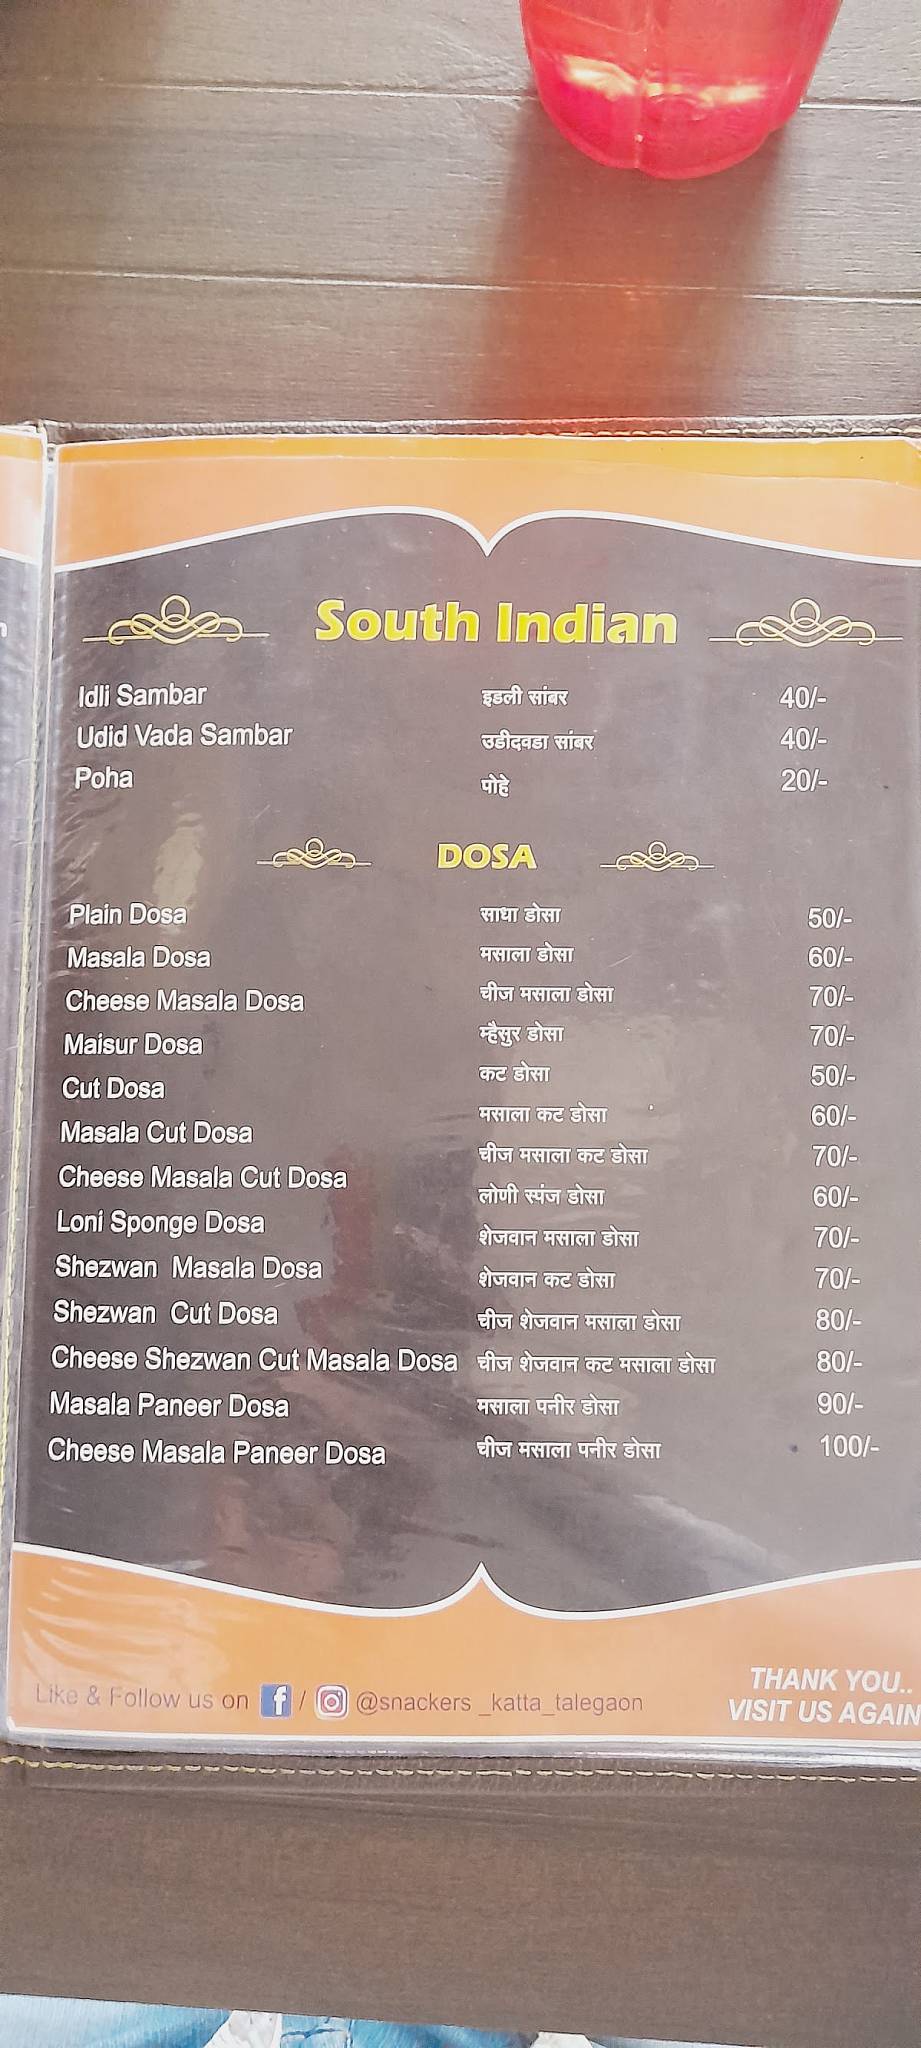 South Indian
Idli Sambar इडली सांबर 40/-
Udid Vada Sambar उडीदवडा सांबर 40/-
Poha पोहे 20/-
DOSA
Plain Dosa साधा डोसा 50/-
Masala Dosa मसाला डोसा 60/-
Cheese Masala Dosa चीज मसाला डोसा 70/-
Maisur Dosa म्हैसुर डोसा 70/-
Cut Dosa कट डोसा 50/-
Masala Cut Dosa मसाला कट डोसा 60/-
Cheese Masala Cut Dosa चीज मसाला कट डोसा 70/-
Loni Sponge Dosa लोणी स्पंज डोसा 60/-
Shezwan Masala Dosa शेजवान मसाला डोसा 70/-
Shezwan Cut Dosa शेजवान कट डोसा 70/-
चीज शेजवान मसाला डोसा 80/-
Cheese Shezwan Cut Masala Dosa चीज शेजवान कट मसाला डोसा 80/-
Masala Paneer Dosa मसाला पनीर डोसा 90/-
Cheese Masala Paneer Dosa चीज मसाला पनीर डोसा 100/-
Like & Follow us on f / @snackers _katta_talegaon
THANK YOU..
VISIT US AGAIN